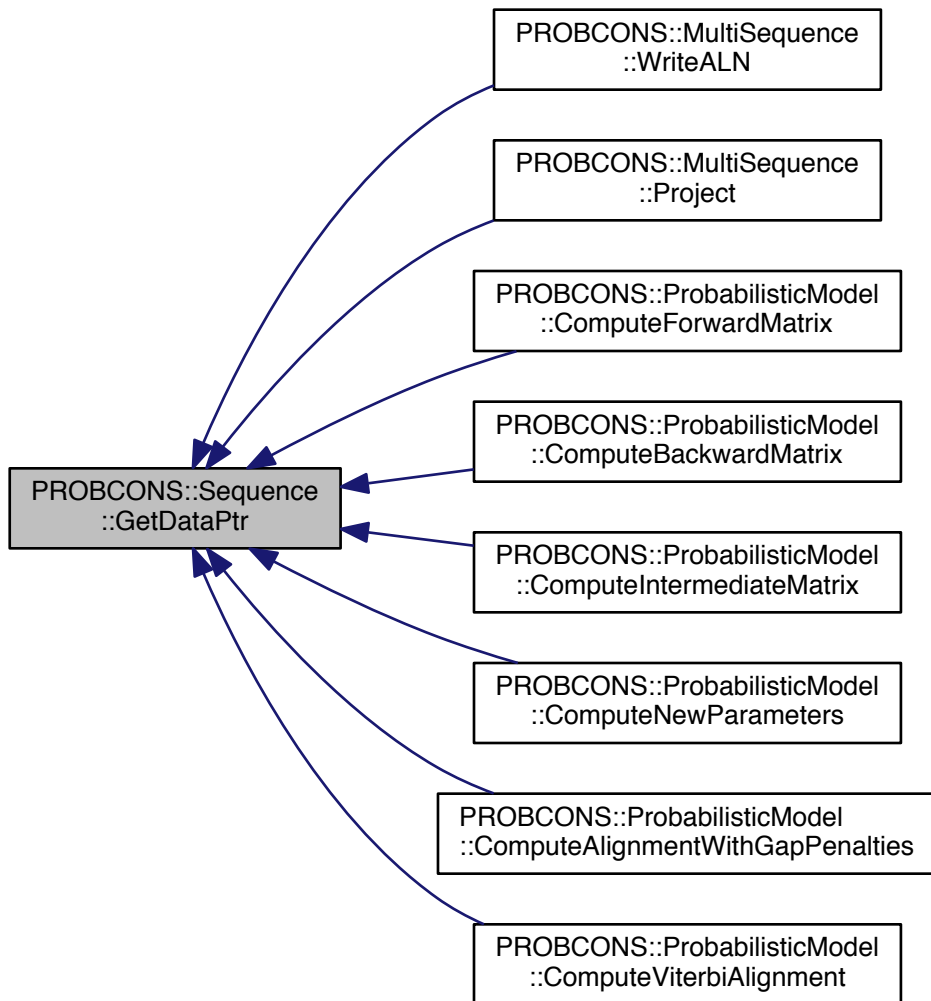 PROBCONS::MultiSequence
::WriteALN
PROBCONS::MultiSequence
::Project
PROBCONS::ProbabilisticModel
::ComputeForwardMatrix
PROBCONS::ProbabilisticModel
::ComputeBackwardMatrix
PROBCONS::Sequence
::GetDataPtr
PROBCONS::ProbabilisticModel
::ComputeIntermediateMatrix
PROBCONS::ProbabilisticModel
::ComputeNewParameters
PROBCONS::ProbabilisticModel
::ComputeAlignmentWithGapPenalties
PROBCONS::ProbabilisticModel
::ComputeViterbiAlignment